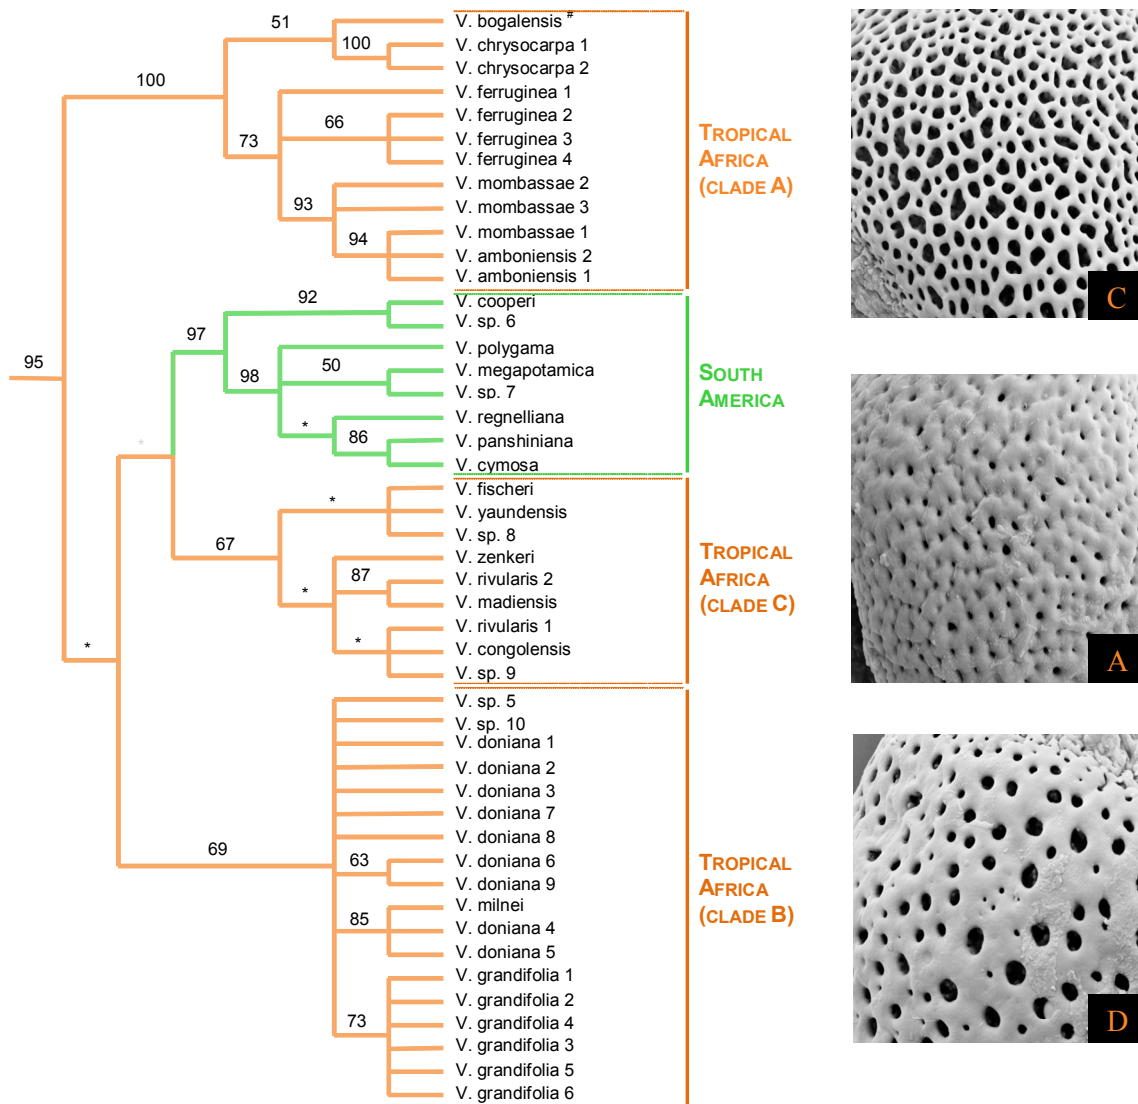 51
100
100
73
66
93
94
V. bogalensis #
V. chrysocarpa 1
V. chrysocarpa 2
V. ferruginea 1
V. ferruginea 2
V. ferruginea 3
V. ferruginea 4
V. mombassae 2
V. mombassae 3
V. mombassae 1
V. amboniensis 2
V. amboniensis 1
TROPICAL
AFRICA
(CLADE A)
95
*
*
97
92
98
50
*
86
V. cooperi
V. sp. 6
V. polygama
V. megapotamica
V. sp. 7
V. regnelliana
V. panshiniana
V. cymosa
SOUTH
AMERICA
67
*
*
87
*
V. fischeri
V. yaundensis
V. sp. 8
V. zenkeri
V. rivularis 2
V. madiensis
V. rivularis 1
V. congolensis
V. sp. 9
TROPICAL
AFRICA
(CLADE C)
69
63
85
73
V. sp. 5
V. sp. 10
V. doniana 1
V. doniana 2
V. doniana 3
V. doniana 7
V. doniana 8
V. doniana 6
V. doniana 9
V. milnei
V. doniana 4
V. doniana 5
V. grandifolia 1
V. grandifolia 2
V. grandifolia 4
V. grandifolia 3
V. grandifolia 5
V. grandifolia 6
TROPICAL
AFRICA
(CLADE B)
C
A
D